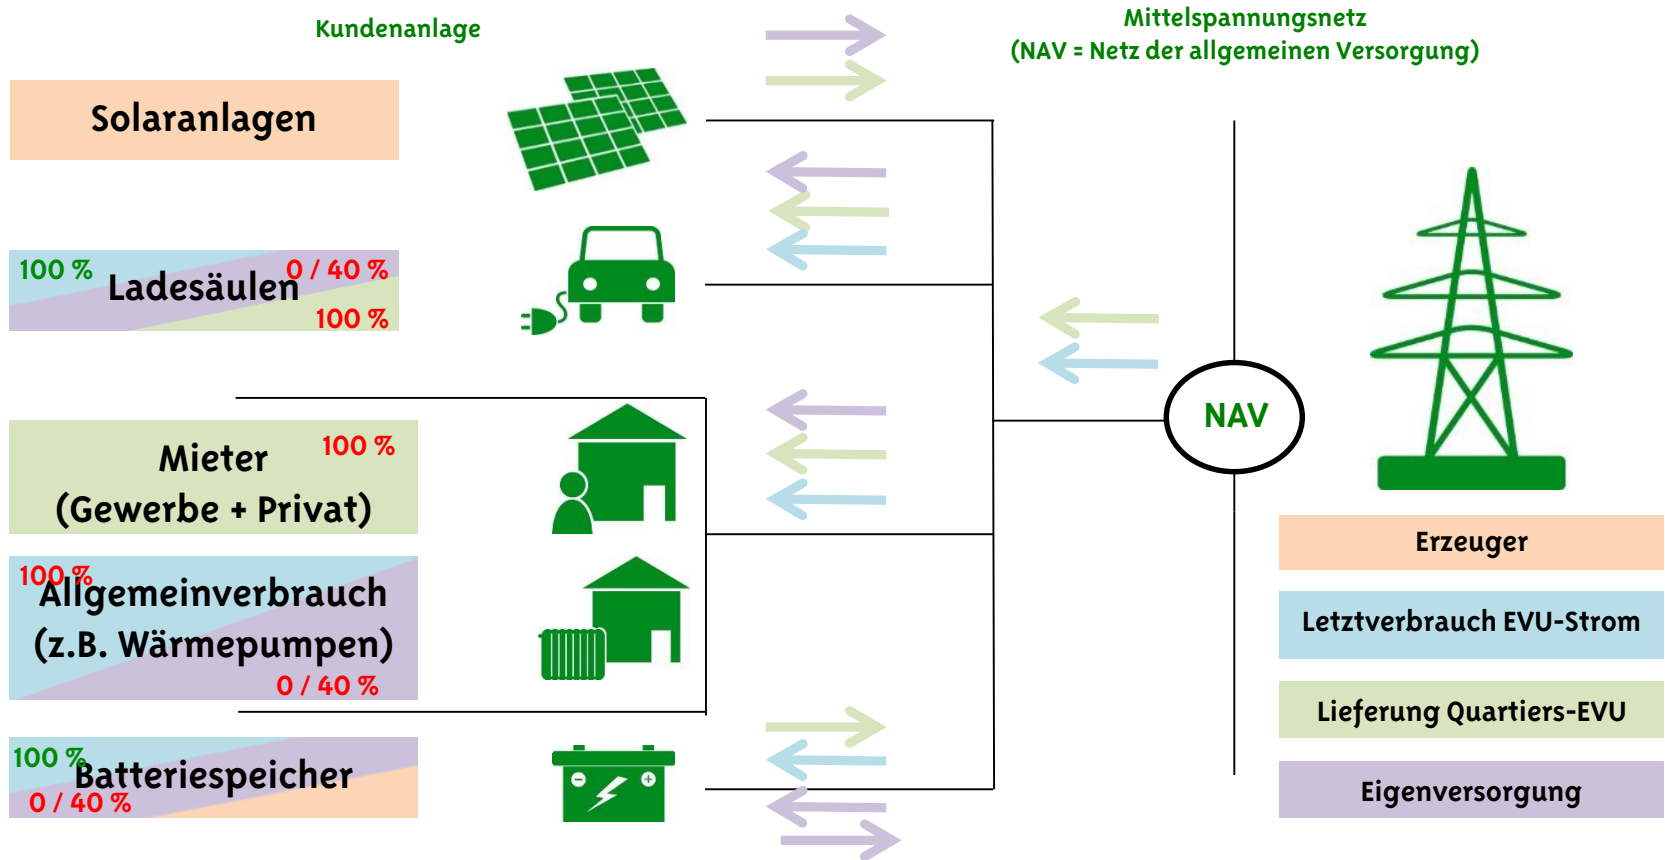 Kundenanlage
Mittelspannungsnetz
(NAV = Netz der allgemeinen Versorgung)
Solaranlagen
100 %
0 / 40 %
Ladesäulen
100 %
100 %
Mieter
(Gewerbe + Privat)
100 %
Allgemeinverbrauch
(z.B. Wärmepumpen)
0 / 40 %
100 %
Batteriespeicher
0 / 40 %
NAV
Erzeuger
Letztverbrauch EVU-Strom
Lieferung Quartiers-EVU
Eigenversorgung